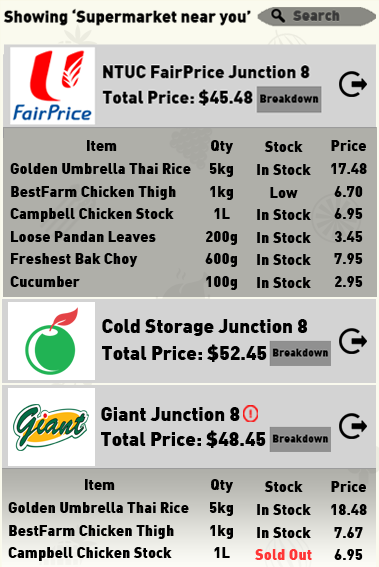 Showing ‘Supermarket near you’ Search
FairPrice
NTUC FairPrice Junction 8
Total Price: $45.48 Breakdown
Item Qty Stock Price
Golden Umbrella Thai Rice 5kg In Stock 17.48
BestFarm Chicken Thigh 1kg Low 6.70
Campbell Chicken Stock 1L In Stock 6.95
Loose Pandan Leaves 200g In Stock 3.45
Freshest Bak Choy 600g In Stock 7.95
Cucumber 100g In Stock 2.95
Cold Storage Junction 8
Total Price: $52.45 Breakdown
Giant
Giant Junction 8 !
Total Price: $48.45 Breakdown
Item Qty Stock Price
Golden Umbrella Thai Rice 5kg In Stock 18.48
BestFarm Chicken Thigh 1kg In Stock 7.67
Campbell Chicken Stock 1L Sold Out 6.95